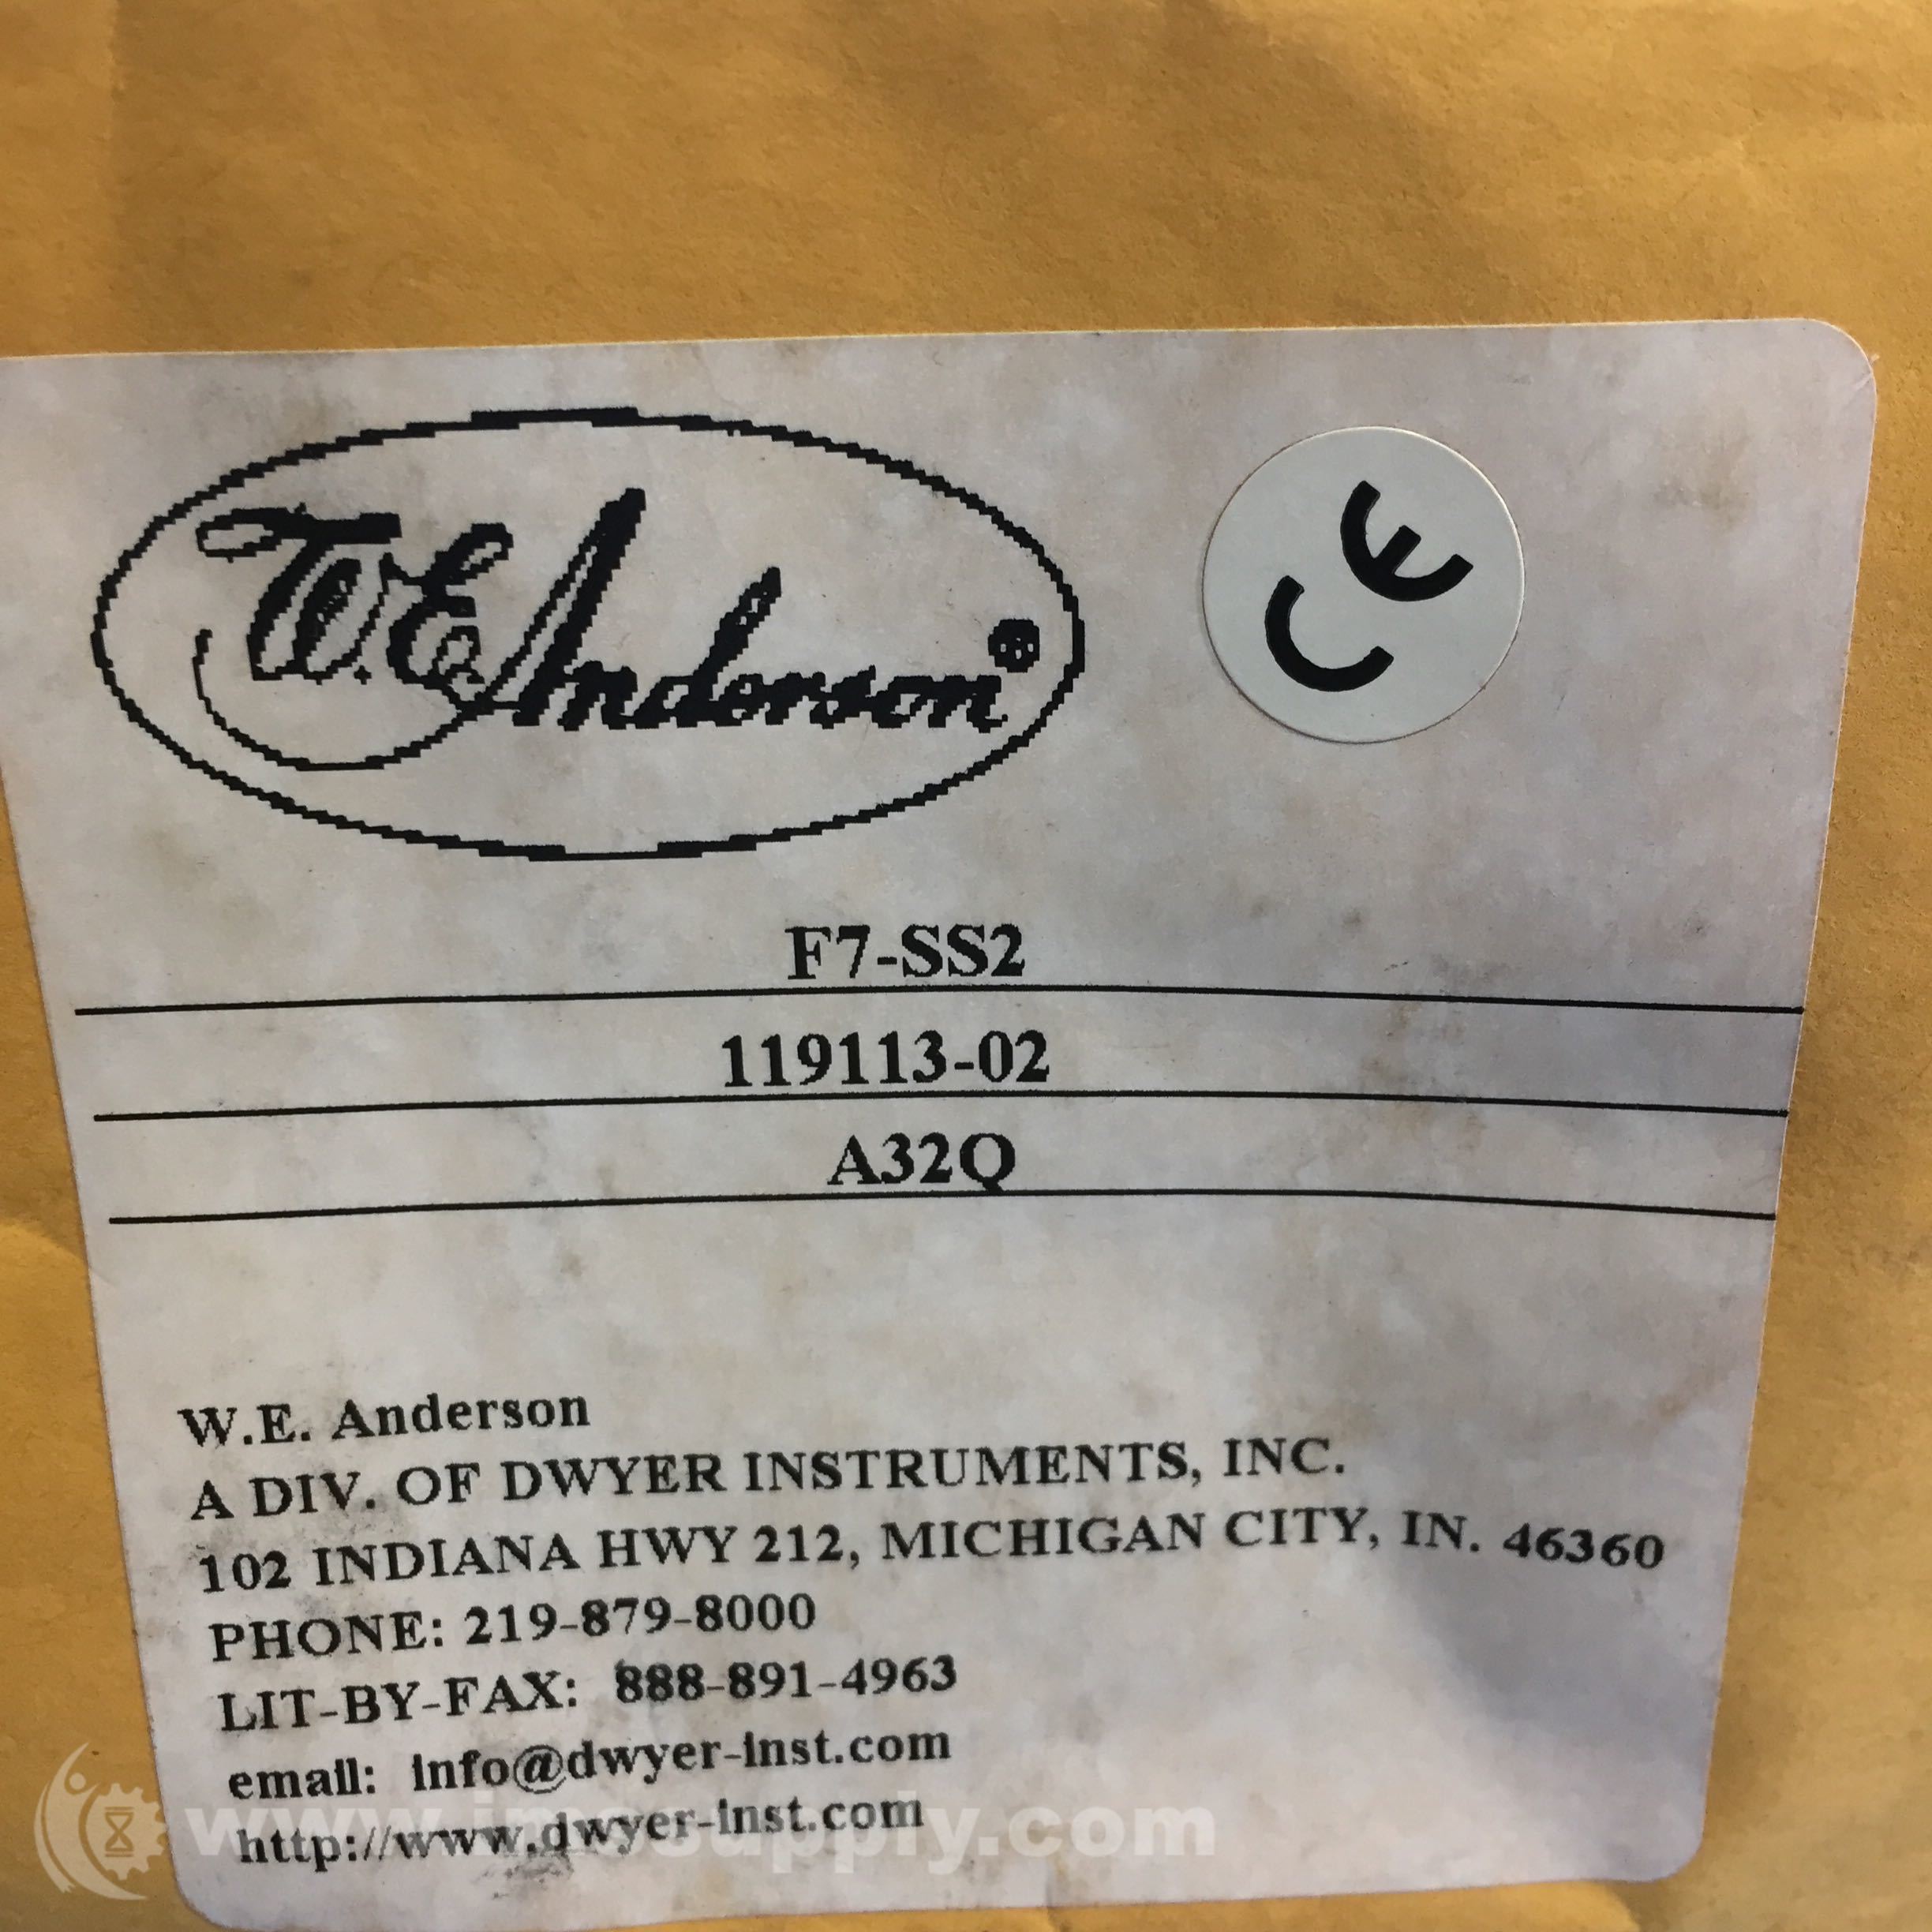 W.E. Anderson®
CE
F7-SS2
119113-02
A32Q
W.E. Anderson
A DIV. OF DWYER INSTRUMENTS, INC.
102 INDIANA HWY 212, MICHIGAN CITY, IN. 46360
PHONE: 219-879-8000
LIT-BY-FAX: 888-891-4963
email: info@dwyer-inst.com
http://www.dwyer-inst.com
www.imssupply.com